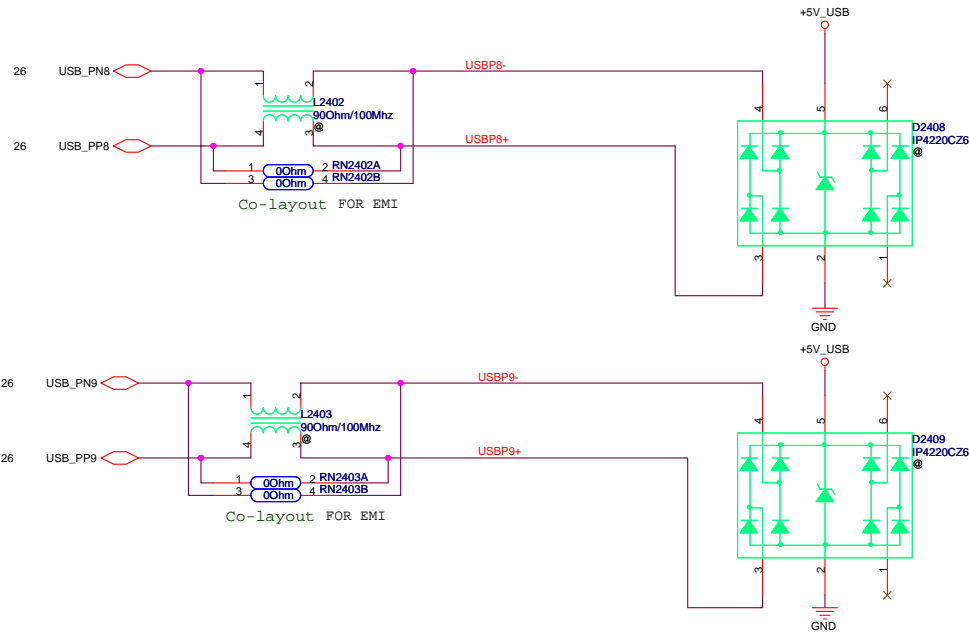 +5V_USB
26 USB_PN8 USBP8-
1 2 4 5 6
L2402
90Ohm/100Mhz
@
D2408
IP4220CZ6
@
26 USB_PP8 4 3 USBP8+
1 0Ohm 2 RN2402A
3 0Ohm 4 RN2402B
Co-layout FOR EMI
3 2 1
GND
+5V_USB
26 USB_PN9 USBP9-
1 2 4 5 6
L2403
90Ohm/100Mhz
@
D2409
IP4220CZ6
@
26 USB_PP9 4 3 USBP9+
1 0Ohm 2 RN2403A
3 0Ohm 4 RN2403B
Co-layout FOR EMI
3 2 1
GND